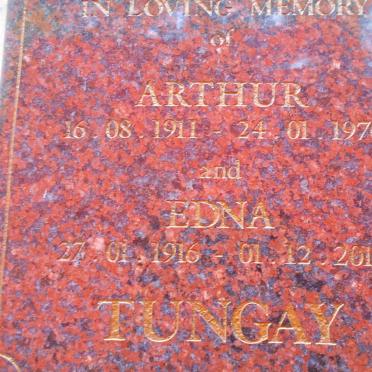 IN LOVING MEMORY
of
ARTHUR
16.08.1911 - 24.01.197
and
EDNA
27.01.1916 - 01.12.201
TUNGAY